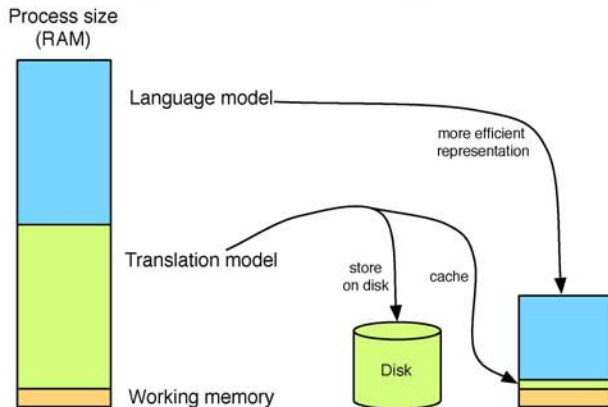 Process size
(RAM)
Language model
more efficient
representation
Translation model
store
on disk
cache
Disk
Working memory